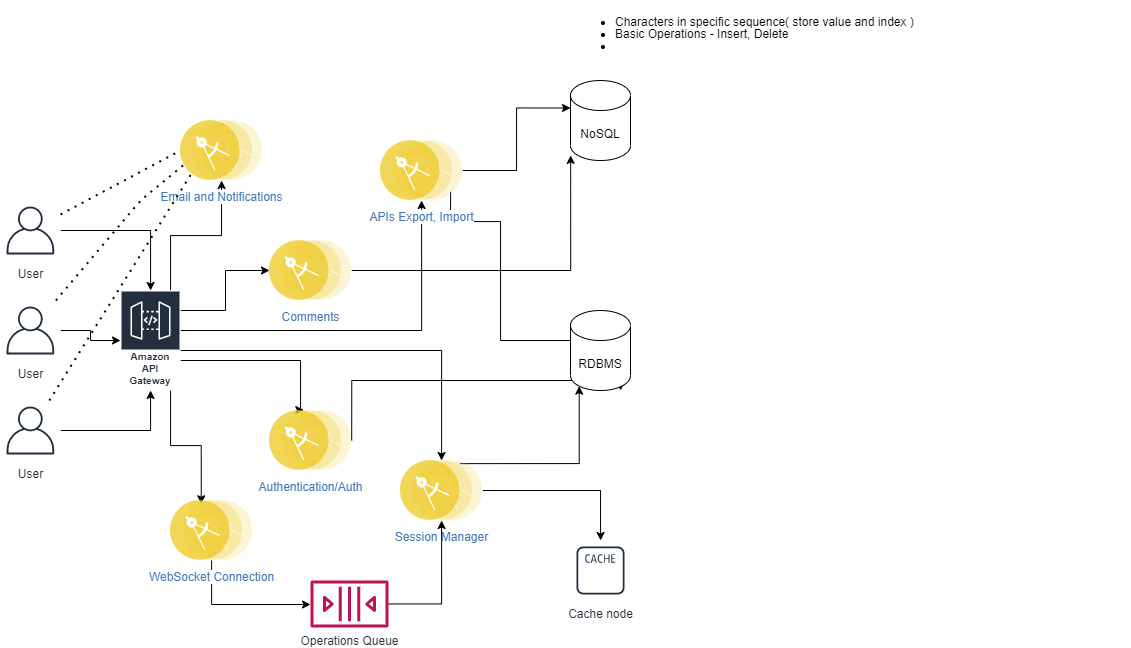 Characters in specific sequence( store value and index )
Basic Operations - Insert, Delete
NoSQL
Email and Notifications
APIs Export, Import
User
Comments
Amazon
API
Gateway
User
RDBMS
User
Authentication/Auth
Session Manager
WebSocket Connection
CACHE
Cache node
Operations Queue